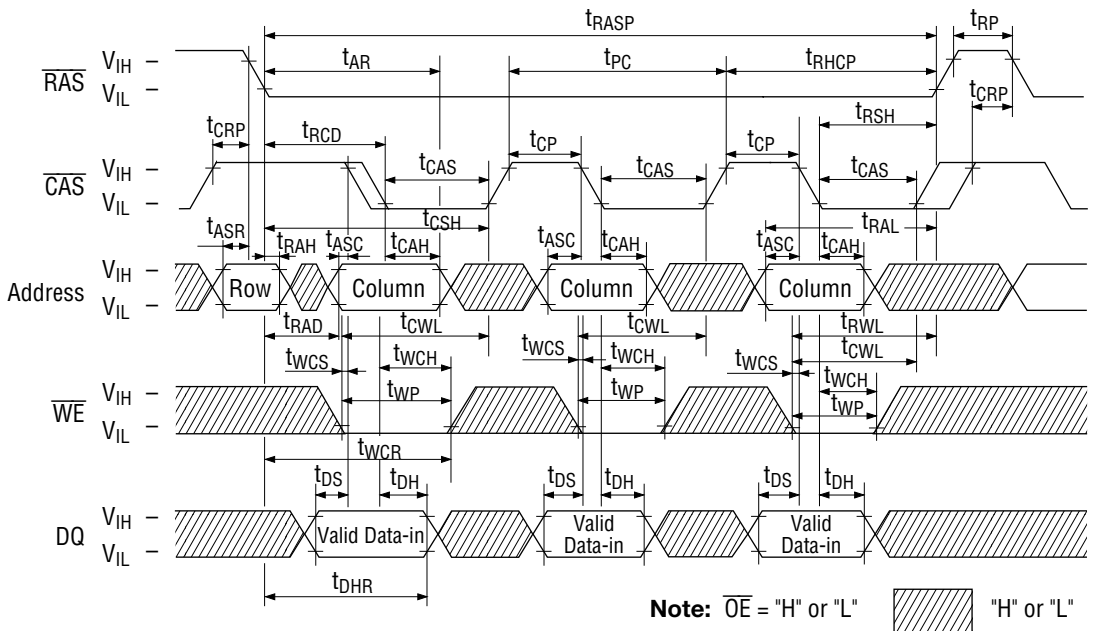 tRASP
tRP
tAR
tPC
tRHCP
RAS
VIH
VIL
tCRP
tRCD
tCP
tCP
tRSH
tCRP
CAS
VIH
VIL
tCAS
tCAS
tCAS
tCSH
tRAL
tASR
tRAH
tASC
tCAH
tASC
tCAH
tASC
tCAH
Address
VIH
VIL
Row
Column
Column
Column
tRAD
tCWL
tCWL
tRWL
tCWL
tWCS
tWCH
tWCS
tWCH
tWCS
tWCH
WE
VIH
VIL
tWP
tWP
tWP
tWCR
tDS
tDH
tDS
tDH
tDS
tDH
DQ
VIH
VIL
Valid Data-in
Valid
Data-in
Valid
Data-in
tDHR
Note: OE = "H" or "L"
"H" or "L"